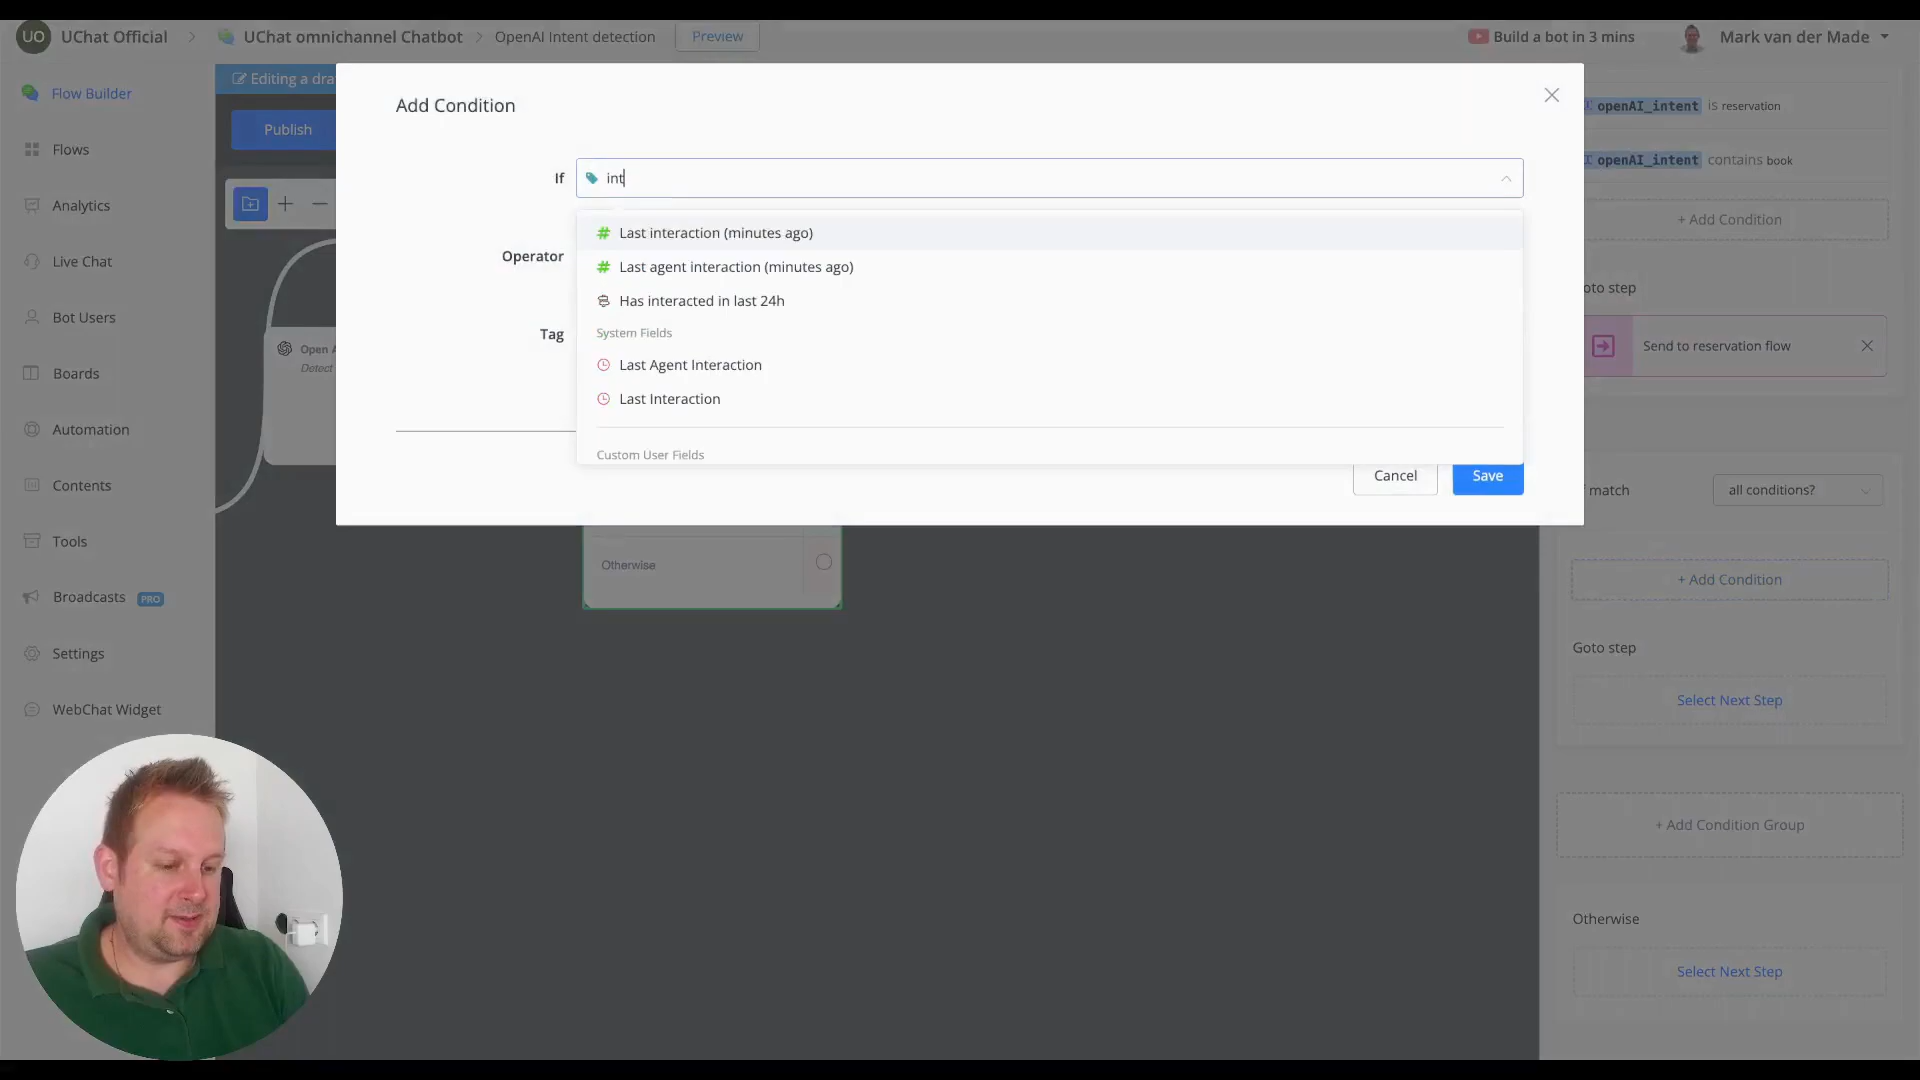 UO UChat Official > UChat omnichannel Chatbot > OpenAI Intent detection Preview Build a bot in 3 mins Mark van der Made
Flow Builder
Flows
Analytics
Live Chat
Bot Users
Boards
Automation
Contents
Tools
Broadcasts PRO
Settings
WebChat Widget
Editing a dra
Publish
Open A
Detect
Add Condition
If int
Operator
Tag
Last interaction (minutes ago)
Last agent interaction (minutes ago)
Has interacted in last 24h
System Fields
Last Agent Interaction
Last Interaction
Custom User Fields
Cancel Save
Otherwise
openAI_intent is reservation
openAI_intent contains book
+ Add Condition
oto step
Send to reservation flow
match all conditions?
+ Add Condition
Goto step
Select Next Step
+ Add Condition Group
Otherwise
Select Next Step